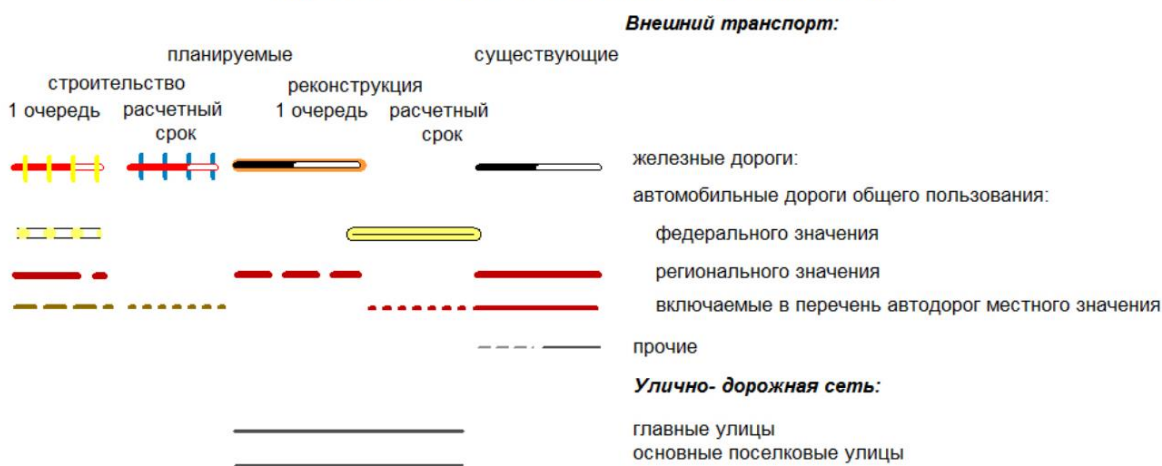 Внешний транспорт:
планируемые существующие
строительство реконструкция
1 очередь расчетный срок 1 очередь расчетный срок
железные дороги:
автомобильные дороги общего пользования:
федерального значения
регионального значения
включаемые в перечень автодорог местного значения
прочие
Улично- дорожная сеть:
главные улицы
основные поселковые улицы